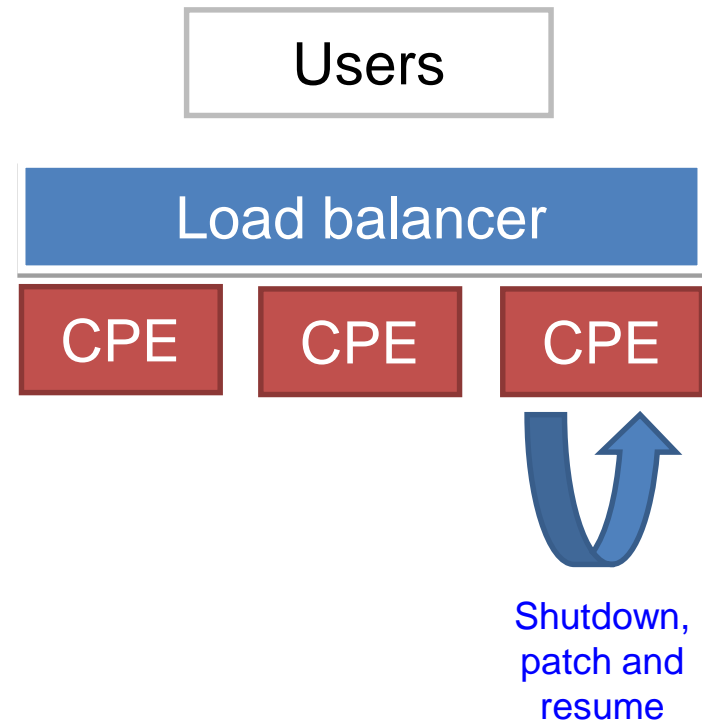 Users
Load balancer
CPE
CPE
CPE
Shutdown,
patch and
resume